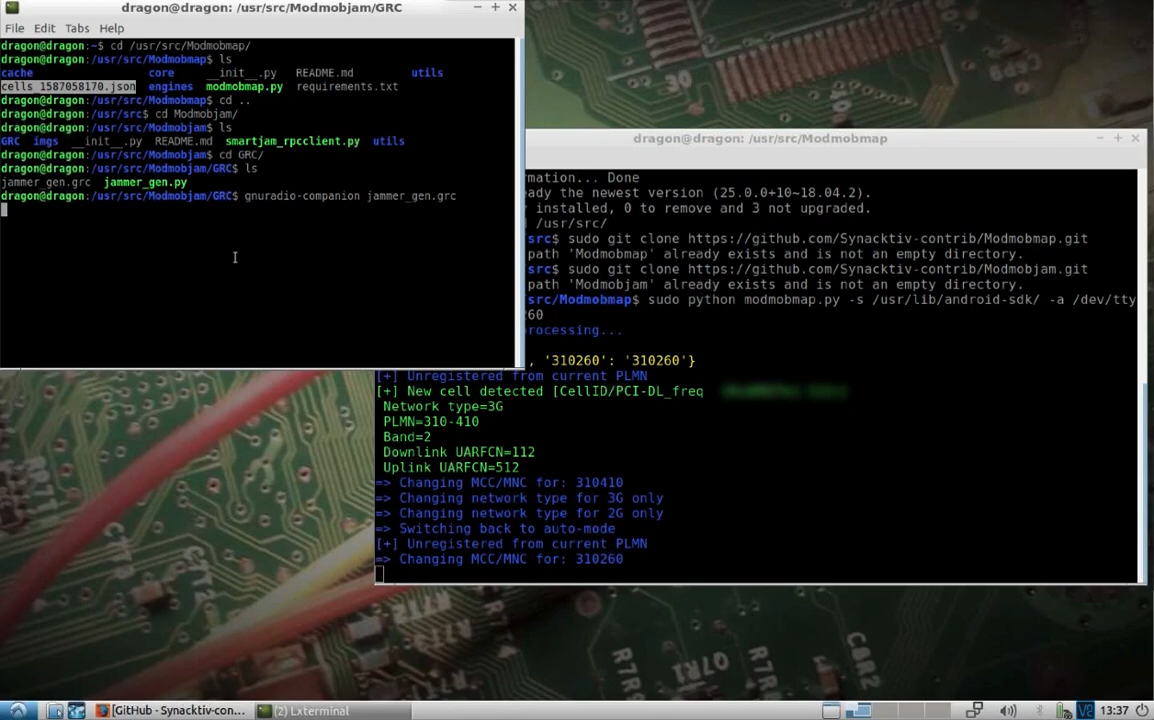 dragon@dragon: /usr/src/Modmobjam/GRC
File Edit Tabs Help
dragon@dragon:~$ cd /usr/src/Modmobmap/
dragon@dragon:/usr/src/Modmobmap$ ls
cache core __init__.py README.md utils
cells_1587058170.json engines modmobmap.py requirements.txt
dragon@dragon:/usr/src/Modmobmap$ cd ..
dragon@dragon:/usr/src$ cd Modmobjam/
dragon@dragon:/usr/src/Modmobjam$ ls
GRC imgs __init__.py README.md smartjam_rpcclient.py utils
dragon@dragon:/usr/src/Modmobjam$ cd GRC/
dragon@dragon:/usr/src/Modmobjam/GRC$ ls
jammer_gen.grc jammer_gen.py
dragon@dragon:/usr/src/Modmobjam/GRC$ gnuradio-companion jammer_gen.grc
dragon@dragon: /usr/src/Modmobmap
mation... Done
ady the newest version (25.0.0+10~18.04.2).
installed, 0 to remove and 3 not upgraded.
/usr/src/
src$ sudo git clone https://github.com/Synacktiv-contrib/Modmobmap.git
path 'Modmobmap' already exists and is not an empty directory.
src$ sudo git clone https://github.com/Synacktiv-contrib/Modmobjam.git
path 'Modmobjam' already exists and is not an empty directory.
src/Modmobmap$ sudo python modmobmap.py -s /usr/lib/android-sdk/ -a /dev/tty
60
rocessing...
, '310260': '310260'}
[+] Unregistered from current PLMN
[+] New cell detected [CellID/PCI-DL_freq
Network type=3G
PLMN=310-410
Band=2
Downlink UARFCN=112
Uplink UARFCN=512
=> Changing MCC/MNC for: 310410
=> Changing network type for 3G only
=> Changing network type for 2G only
=> Switching back to auto-mode
[+] Unregistered from current PLMN
=> Changing MCC/MNC for: 310260
30
R7R
07R1
R7R5
C8R2
[GitHub - Synacktiv-con...
(2) Lxterminal
13:37